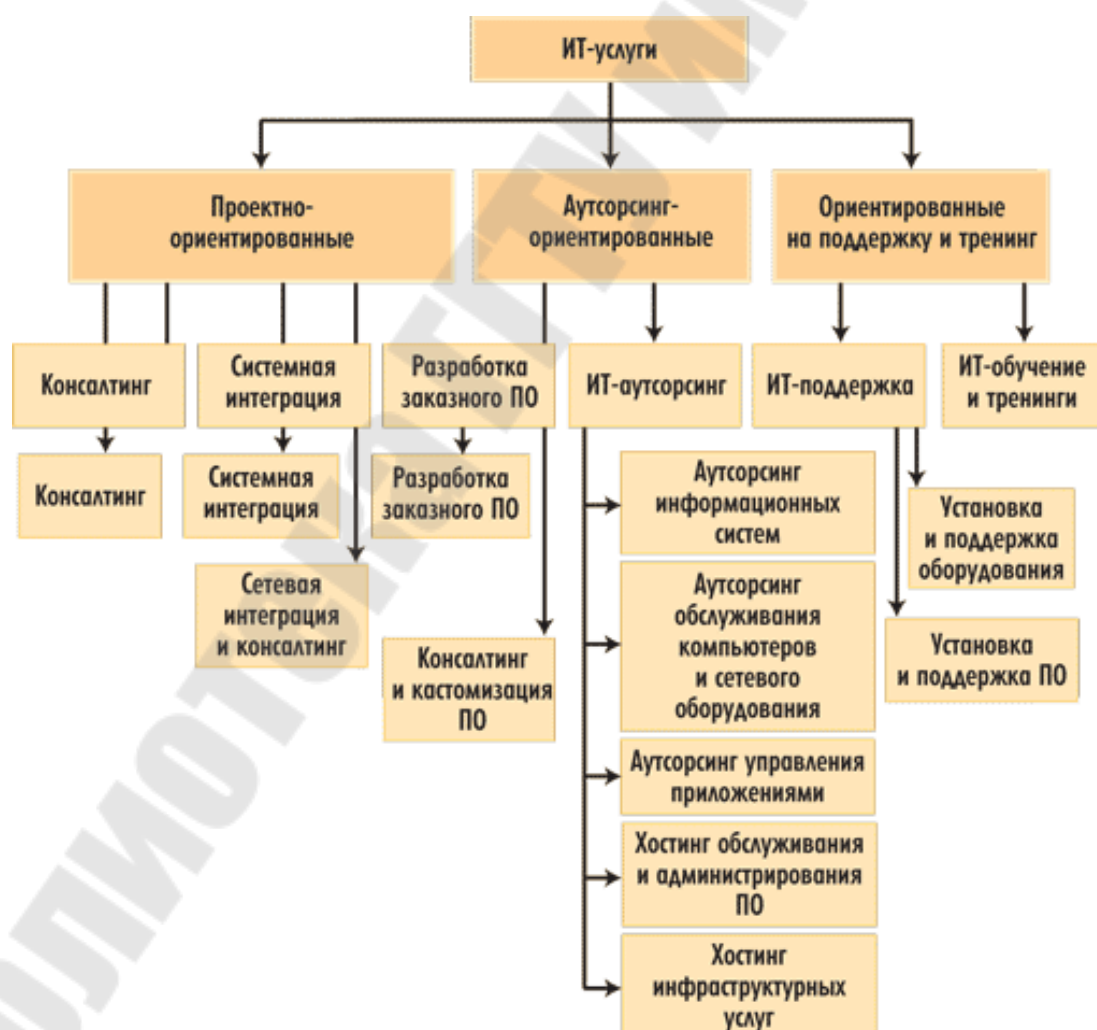 ИТ-услуги
Проектно-
ориентированные
Аутсорсинг-
ориентированные
Ориентированные
на поддержку и тренинг
Консалтинг
Системная
интеграция
Разработка
заказного ПО
ИТ-аутсорсинг
ИТ-поддержка
ИТ-обучение
и тренинги
Консалтинг
Системная
интеграция
Разработка
заказного ПО
Аутсорсинг
информационных
систем
Установка
и поддержка
оборудования
Сетевая
интеграция
и консалтинг
Аутсорсинг
обслуживания
компьютеров
и сетевого
оборудования
Консалтинг
и кастомизация
ПО
Установка
и поддержка ПО
Аутсорсинг управления
приложениями
Хостинг обслуживания
и администрирования
ПО
Хостинг
инфраструктурных
услуг